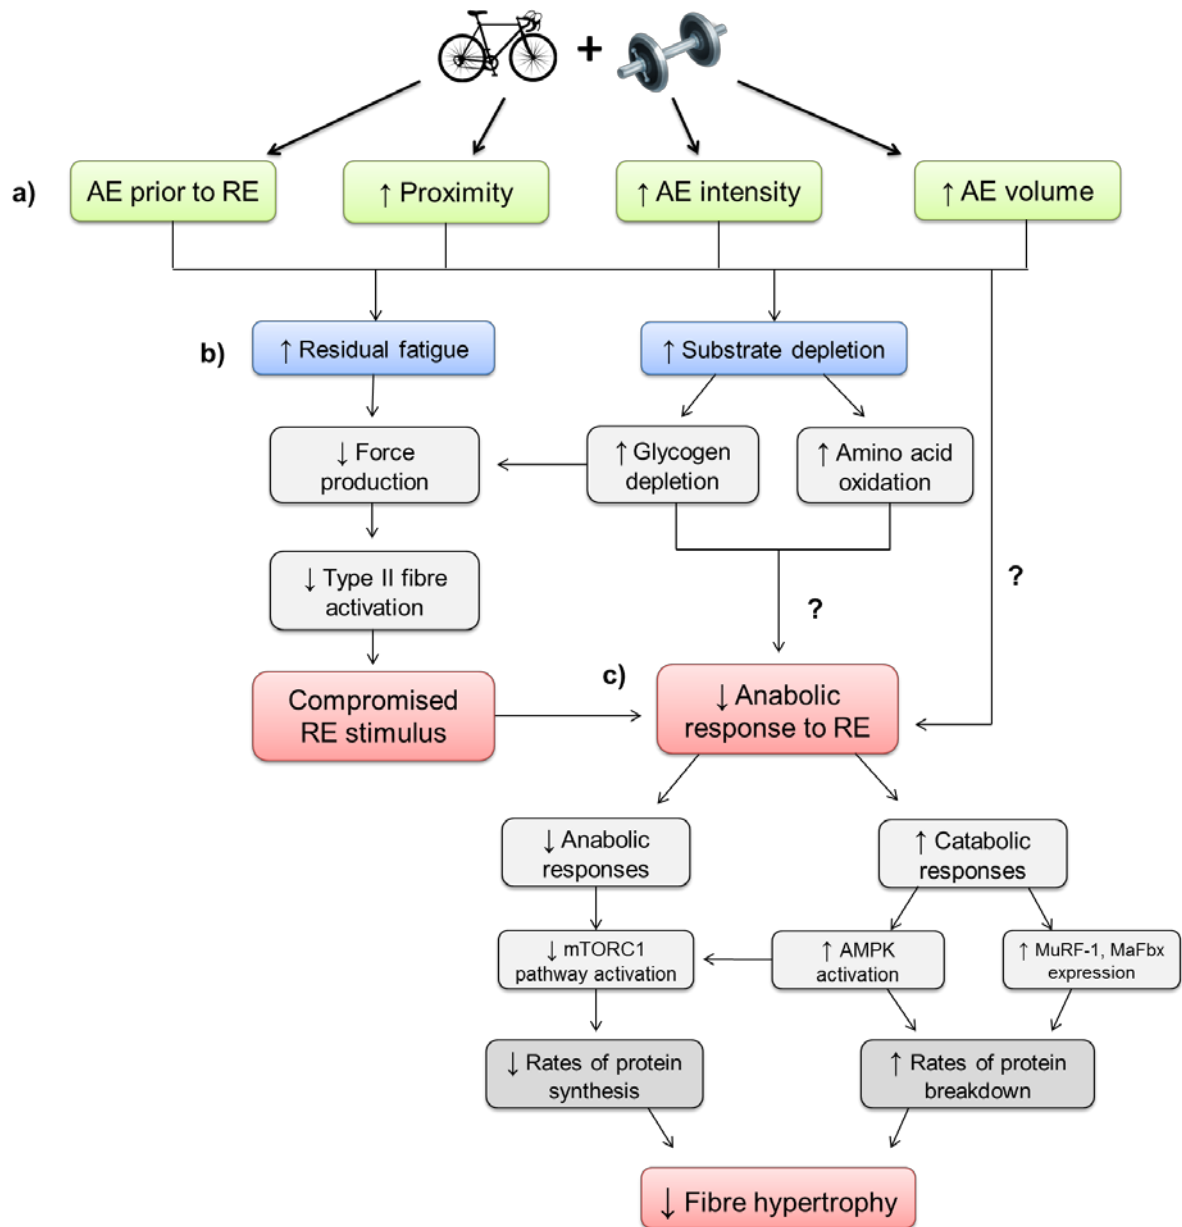 +
a)
AE prior to RE
↑ Proximity
↑ AE intensity
↑ AE volume
b)
↑ Residual fatigue
↑ Substrate depletion
↓ Force
production
↑ Glycogen
depletion
↑ Amino acid
oxidation
↓ Type II fibre
activation
?
?
Compromised
RE stimulus
c)
↓ Anabolic
response to RE
↓ Anabolic
responses
↑ Catabolic
responses
↓ mTORC1
pathway activation
↑ AMPK
activation
↑ MuRF-1, MaFbx
expression
↓ Rates of protein
synthesis
↑ Rates of protein
breakdown
↓ Fibre hypertrophy